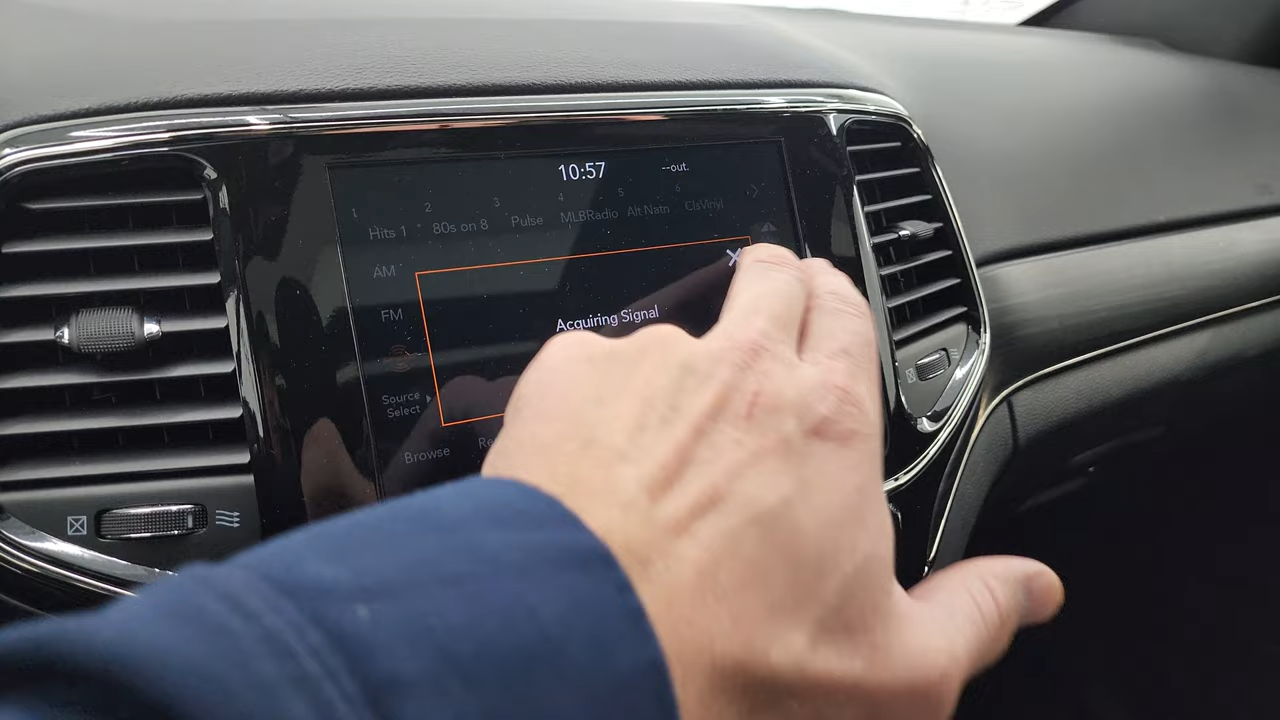 10:57 --out.
1 2 3 4 5 6
Hits 1 80s on 8 Pulse MLBRadio Alt Natn ClsVinyl
AM
FM
Acquiring Signal
Source
Select
Browse